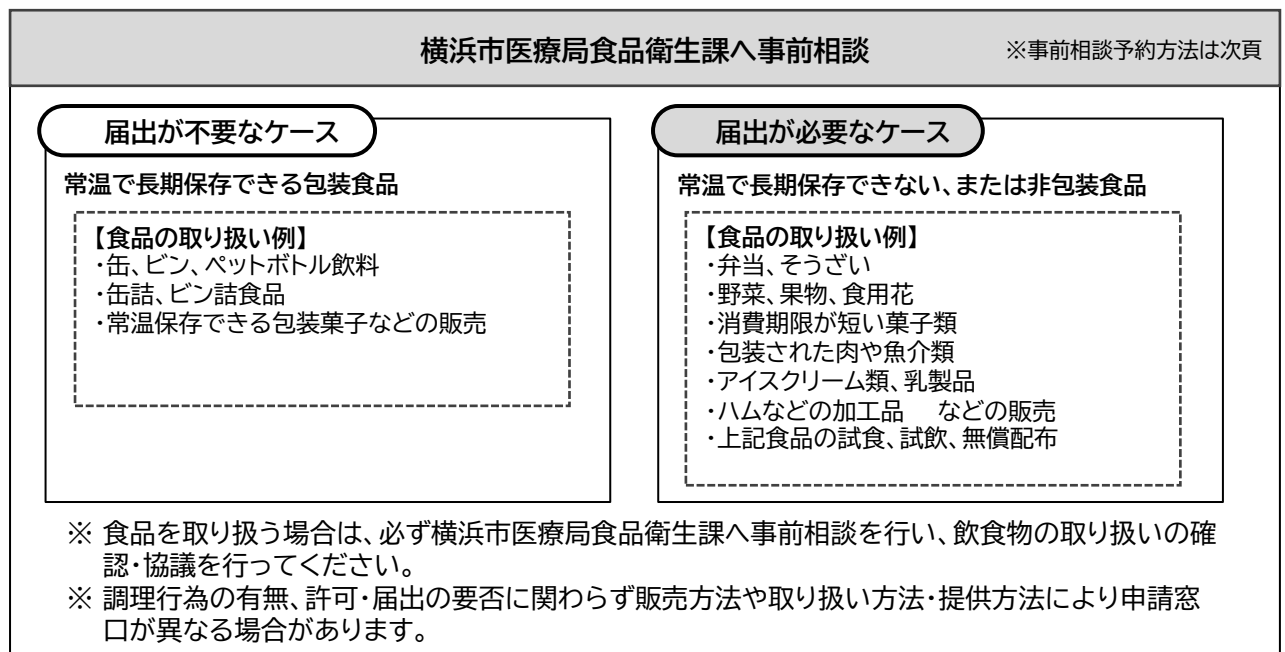 横浜市医療局食品衛生課へ事前相談
※事前相談予約方法は次頁
届出が不要なケース
常温で長期保存できる包装食品
【食品の取り扱い例】
・缶、ビン、ペットボトル飲料
・缶詰、ビン詰食品
・常温保存できる包装菓子などの販売
届出が必要なケース
常温で長期保存できない、または非包装食品
【食品の取り扱い例】
・弁当、そうざい
・野菜、果物、食用花
・消費期限が短い菓子類
・包装された肉や魚介類
・アイスクリーム類、乳製品
・ハムなどの加工品 などの販売
・上記食品の試食、試飲、無償配布
※ 食品を取り扱う場合は、必ず横浜市医療局食品衛生課へ事前相談を行い、飲食物の取り扱いの確
認・協議を行ってください。
※ 調理行為の有無、許可・届出の要否に関わらず販売方法や取り扱い方法・提供方法により申請窓
口が異なる場合があります。